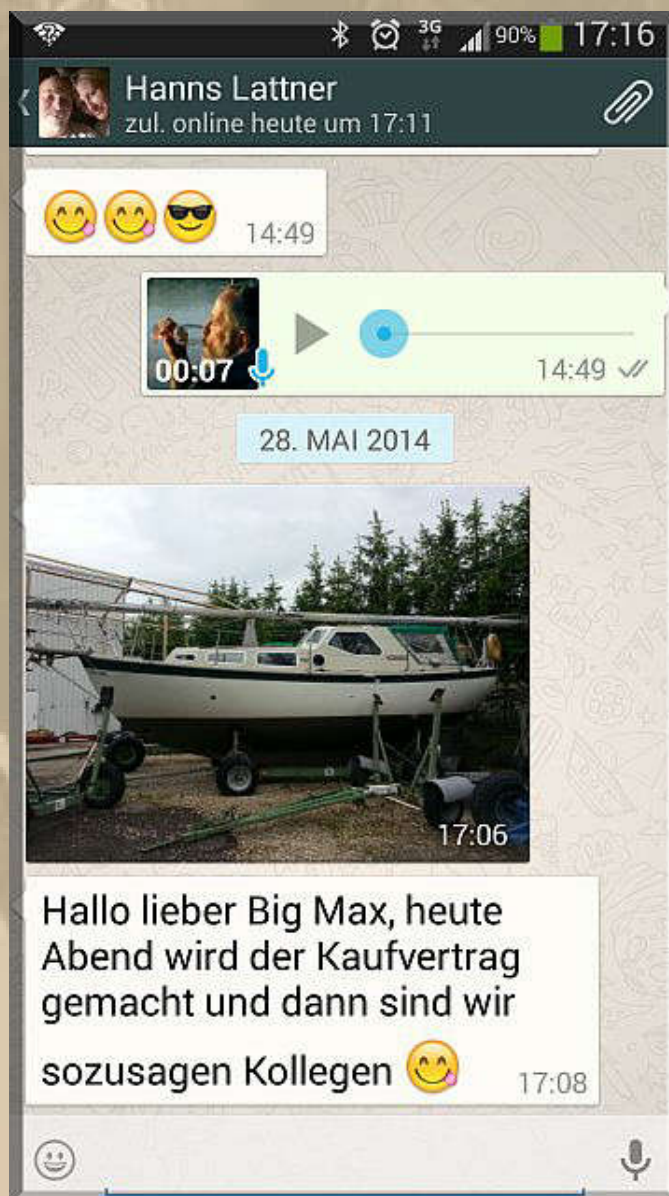 3G 90% 17:16
Hanns Lattner
zul. online heute um 17:11
14:49
00:07
14:49
28. MAI 2014
17:06
Hallo lieber Big Max, heute
Abend wird der Kaufvertrag
gemacht und dann sind wir
sozusagen Kollegen 😋
17:08